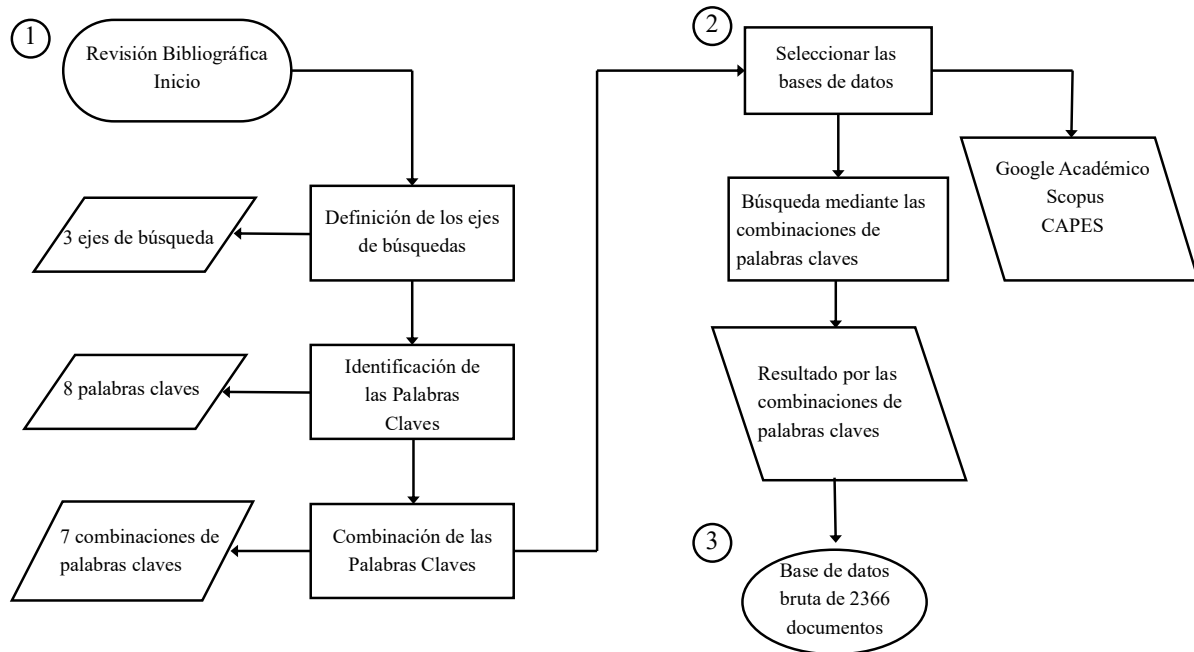 1
Revisión Bibliográfica
Inicio
Definición de los ejes
de búsquedas
3 ejes de búsqueda
Identificación de
las Palabras
Claves
8 palabras claves
Combinación de las
Palabras Claves
7 combinaciones de
palabras claves
2
Seleccionar las
bases de datos
Google Académico
Scopus
CAPES
Búsqueda mediante las
combinaciones de
palabras claves
Resultado por las
combinaciones de
palabras claves
3
Base de datos
bruta de 2366
documentos